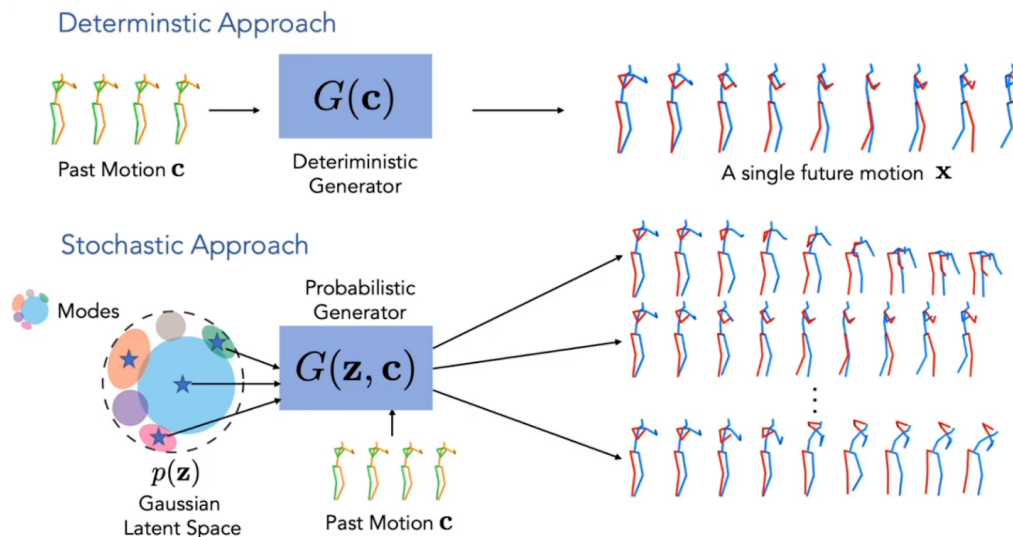 Determinstic Approach
G(c)
Past Motion c
Deteriministic
Generator
A single future motion x
Stochastic Approach
Modes
Probabilistic
Generator
G(z, c)
p(z)
Gaussian
Latent Space
Past Motion c